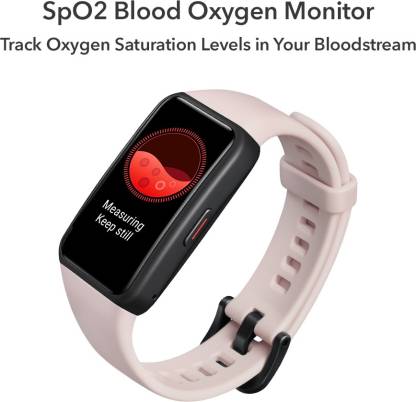 SpO2 Blood Oxygen Monitor
Track Oxygen Saturation Levels in Your Bloodstream
Measuring
Keep still